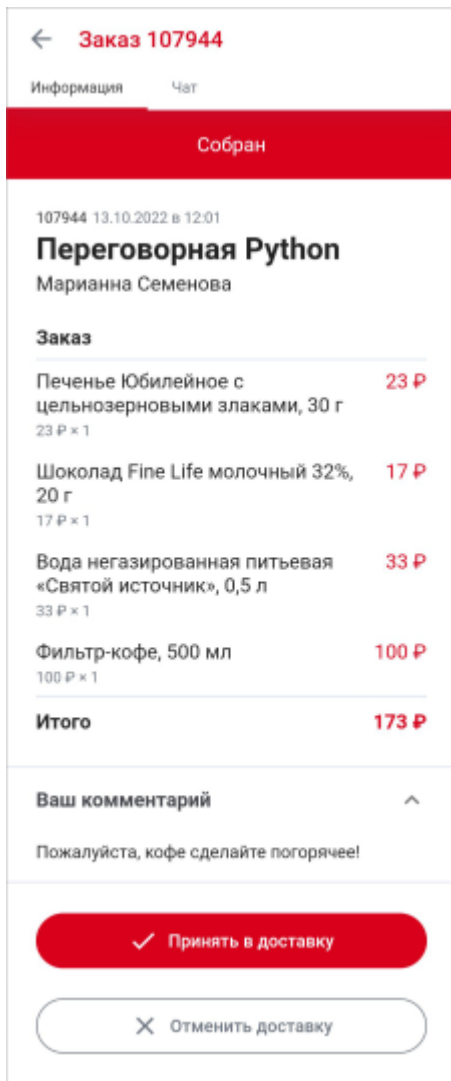 Заказ 107944
Информация Чат
Собран
107944 13.10.2022 в 12:01
Переговорная Python
Марианна Семенова
Заказ
Печенье Юбилейное с 23 ₽
цельнозерновыми злаками, 30 г
23 ₽ × 1
Шоколад Fine Life молочный 32%, 17 ₽
20 г
17 ₽ × 1
Вода негазированная питьевая 33 ₽
«Святой источник», 0,5 л
33 ₽ × 1
Фильтр-кофе, 500 мл 100 ₽
100 ₽ × 1
Итого 173 ₽
Ваш комментарий
Пожалуйста, кофе сделайте погорячее!
Принять в доставку
Отменить доставку